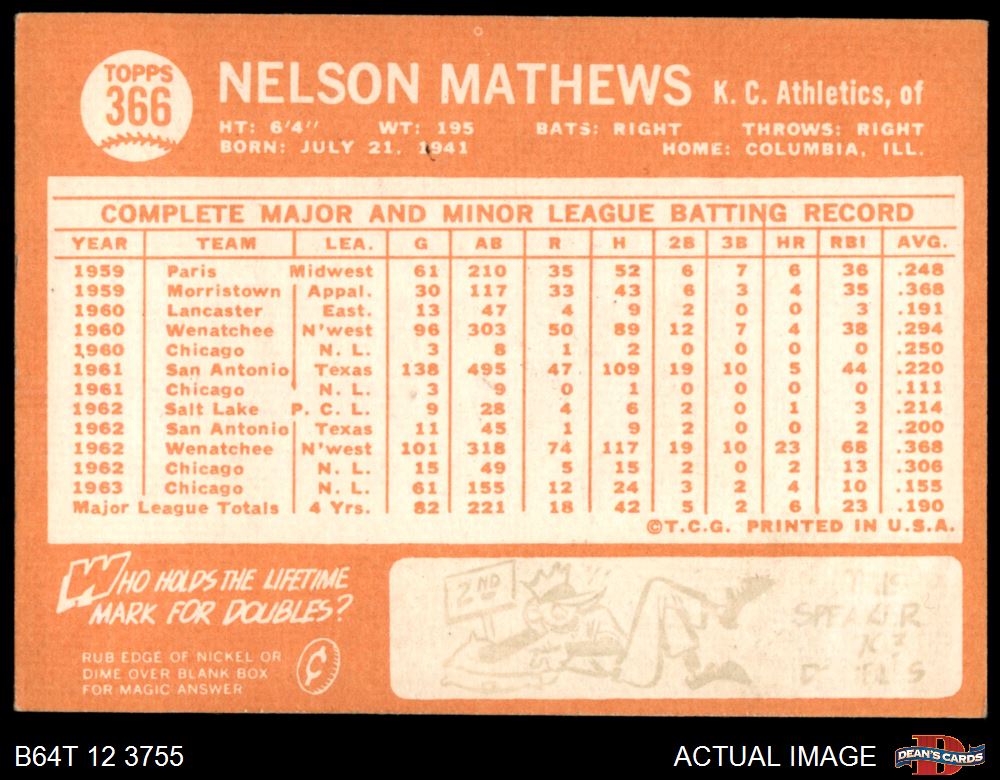 TOPPS
366
NELSON MATHEWS K. C. Athletics, of
HT: 6'4" WT: 195 BATS: RIGHT THROWS: RIGHT
BORN: JULY 21, 1941 HOME: COLUMBIA, ILL.
COMPLETE MAJOR AND MINOR LEAGUE BATTING RECORD
YEAR TEAM LEA. G AB R H 2B 3B HR RBI AVG.
1959 Paris Midwest 61 210 35 52 6 7 6 36 .248
1959 Morristown Appal. 30 117 33 43 6 3 4 35 .368
1960 Lancaster East. 13 47 4 9 2 0 0 3 .191
1960 Wenatchee N'west 96 303 50 89 12 7 4 38 .294
1960 Chicago N. L. 3 8 1 2 0 0 0 0 .250
1961 San Antonio Texas 138 495 47 109 19 10 5 44 .220
1961 Chicago N. L. 3 9 0 1 0 0 0 0 .111
1962 Salt Lake P. C. L. 9 28 4 6 2 0 1 3 .214
1962 San Antonio Texas 11 45 1 9 2 0 0 2 .200
1962 Wenatchee N'west 101 318 74 117 19 10 23 68 .368
1962 Chicago N. L. 15 49 5 15 2 0 2 13 .306
1963 Chicago N. L. 61 155 12 24 3 2 4 10 .155
Major League Totals 4 Yrs. 82 221 18 42 5 2 6 23 .190
©T.C.G. PRINTED IN U.S.A.
WHO HOLDS THE LIFETIME
MARK FOR DOUBLES?
RUB EDGE OF NICKEL OR
DIME OVER BLANK BOX
FOR MAGIC ANSWER
¢
2ND
SPEAKER
B64T 12 3755 ACTUAL IMAGE
D
DEAN'S CARDS